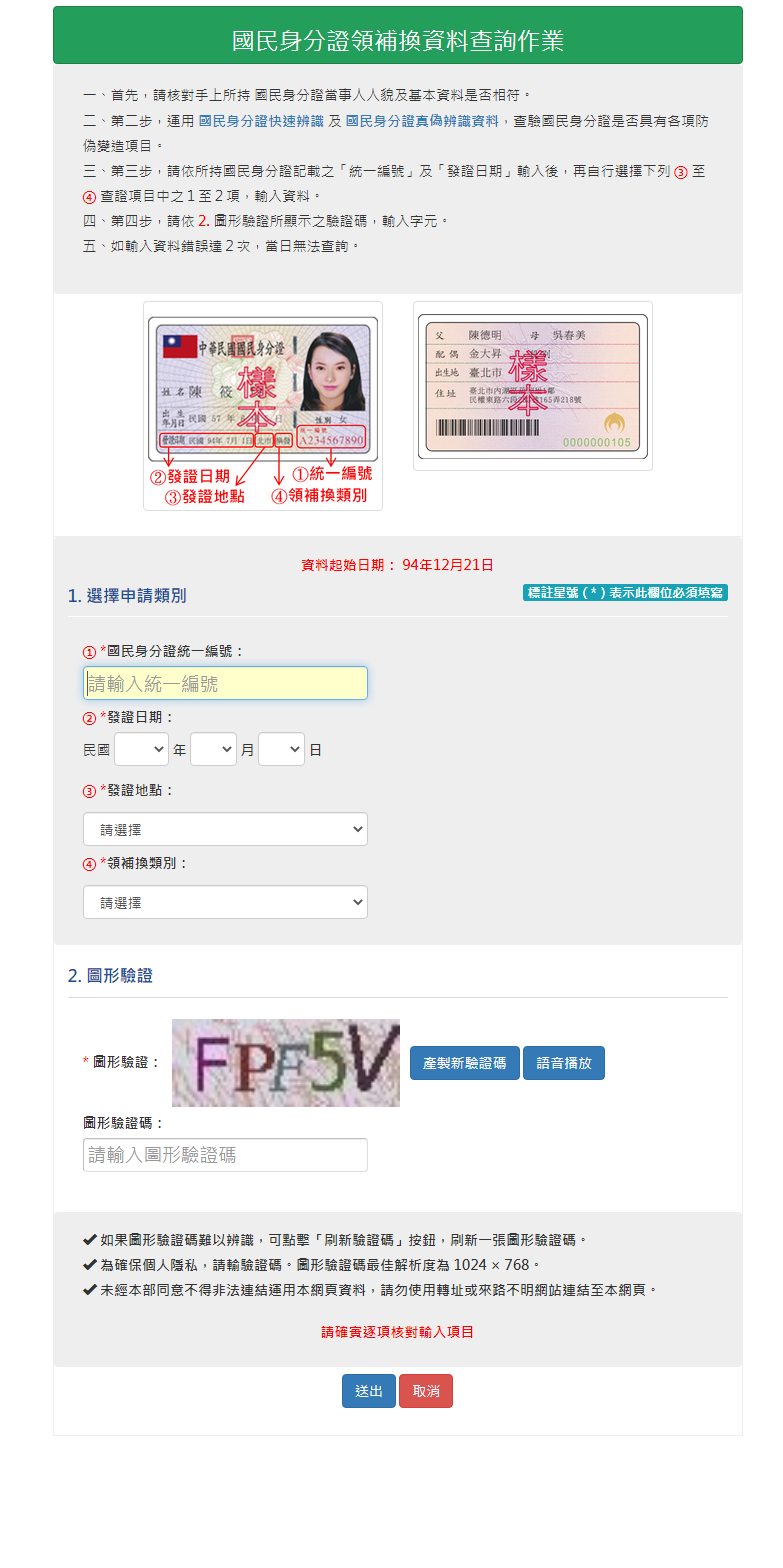 國民身分證領補換資料查詢作業
一、首先，請核對手上所持 國民身分證當事人人貌及基本資料是否相符。
二、第二步，運用 國民身分證快速辨識 及 國民身分證真偽辨識資料，查驗國民身分證是否具有各項防
偽變造項目。
三、第三步，請依所持國民身分證記載之「統一編號」及「發證日期」輸入後，再自行選擇下列 ③ 至
④ 查證項目中之１至２項，輸入資料。
四、第四步，請依 2. 圖形驗證所顯示之驗證碼，輸入字元。
五、如輸入資料錯誤達２次，當日無法查詢。
中華民國國民身分證
樣本
姓名 陳 筱
出生年月日 民國 57 年
性別 女
統一編號
發證日期 民國 94年 7月 1日 北市 換發
A234567890
②發證日期
①統一編號
③發證地點
④領補換類別
父 陳德明 母 吳春美
配偶 金大昇
出生地 臺北市
樣本
住址
0000000105
資料起始日期： 94年12月21日
1. 選擇申請類別
標註星號 ( * ) 表示此欄位必須填寫
① *國民身分證統一編號：
請輸入統一編號
② *發證日期：
民國 年 月 日
③ *發證地點：
請選擇
④ *領補換類別：
請選擇
2. 圖形驗證
* 圖形驗證：
FPF5V
產製新驗證碼
語音播放
圖形驗證碼：
請輸入圖形驗證碼
✔ 如果圖形驗證碼難以辨識，可點擊「刷新驗證碼」按鈕，刷新一張圖形驗證碼。
✔ 為確保個人隱私，請輸驗證碼。圖形驗證碼最佳解析度為 1024 × 768。
✔ 未經本部同意不得非法連結運用本網頁資料，請勿使用轉址或來路不明網站連結至本網頁。
請確實逐項核對輸入項目
送出
取消